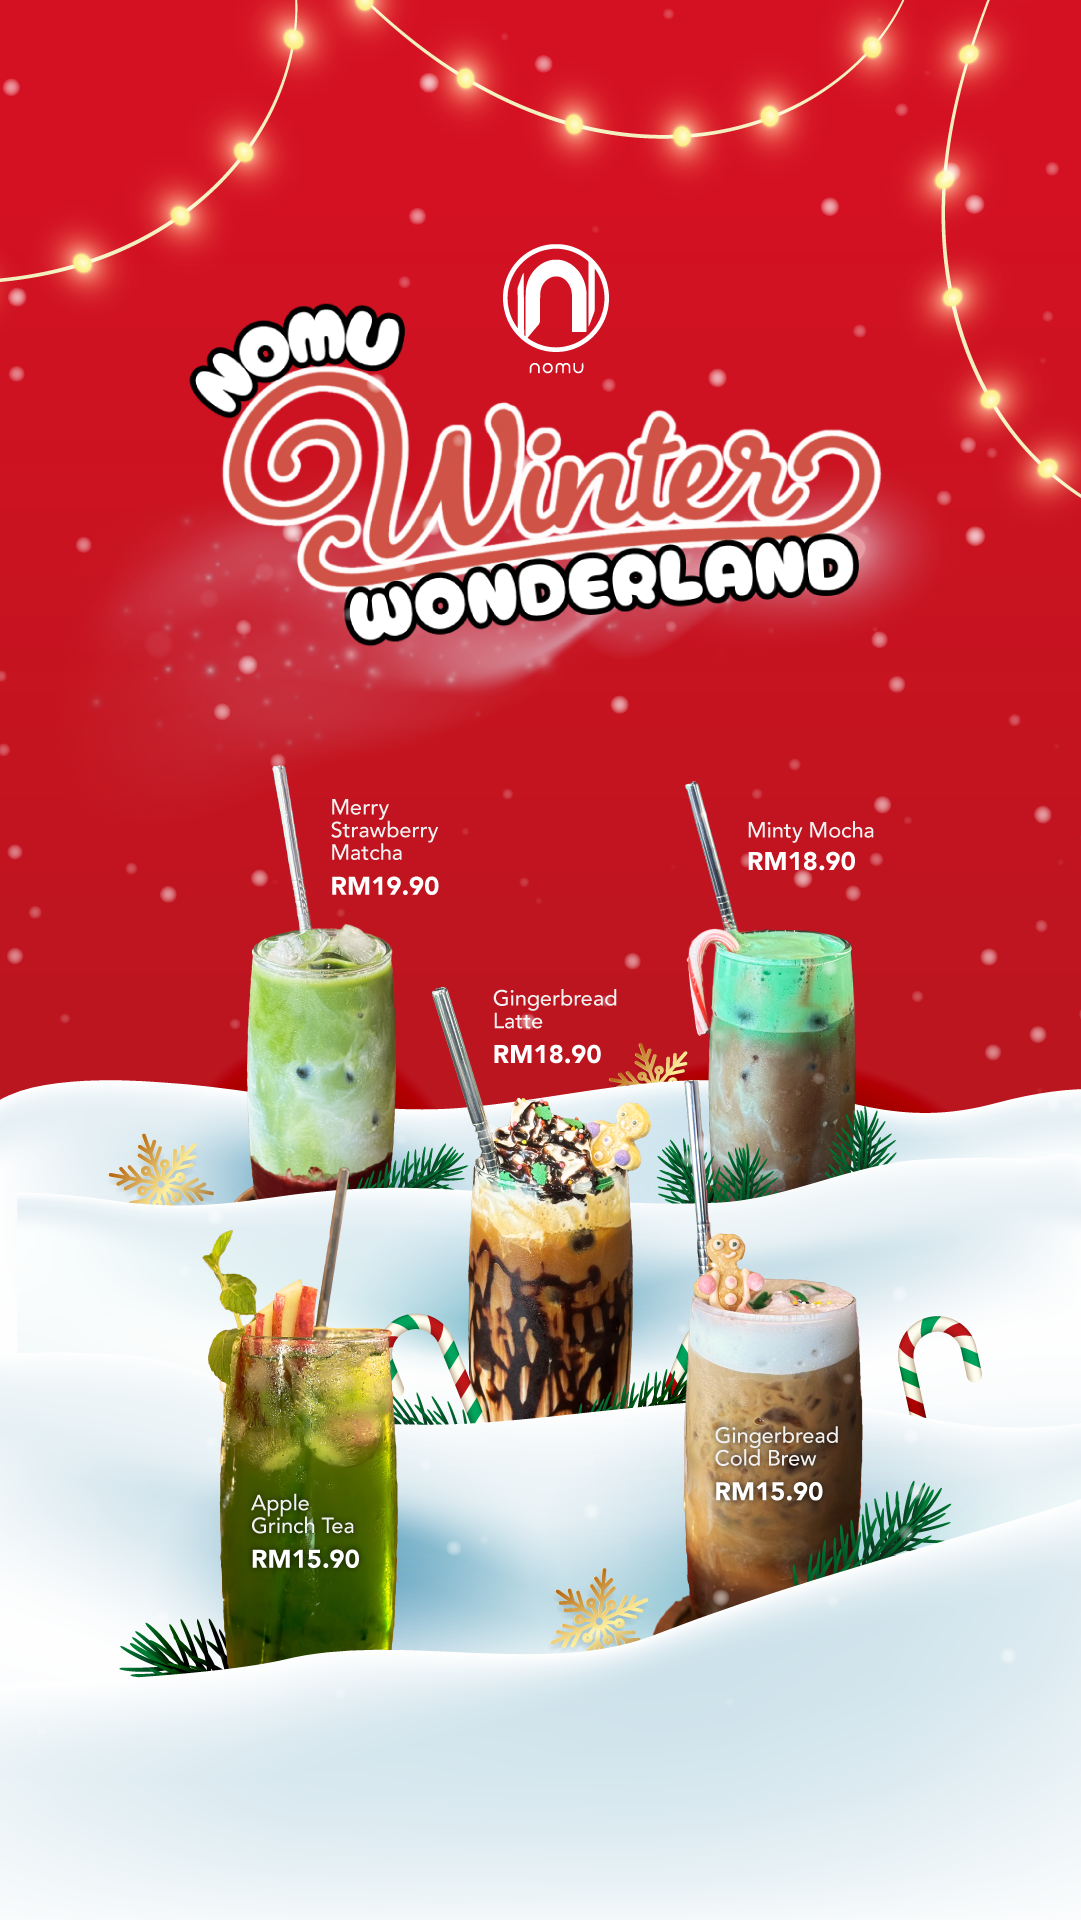 nomu
NOMU
Winter
WONDERLAND
Merry
Strawberry
Matcha
RM19.90
Minty Mocha
RM18.90
Gingerbread
Latte
RM18.90
Gingerbread
Cold Brew
RM15.90
Apple
Grinch Tea
RM15.90